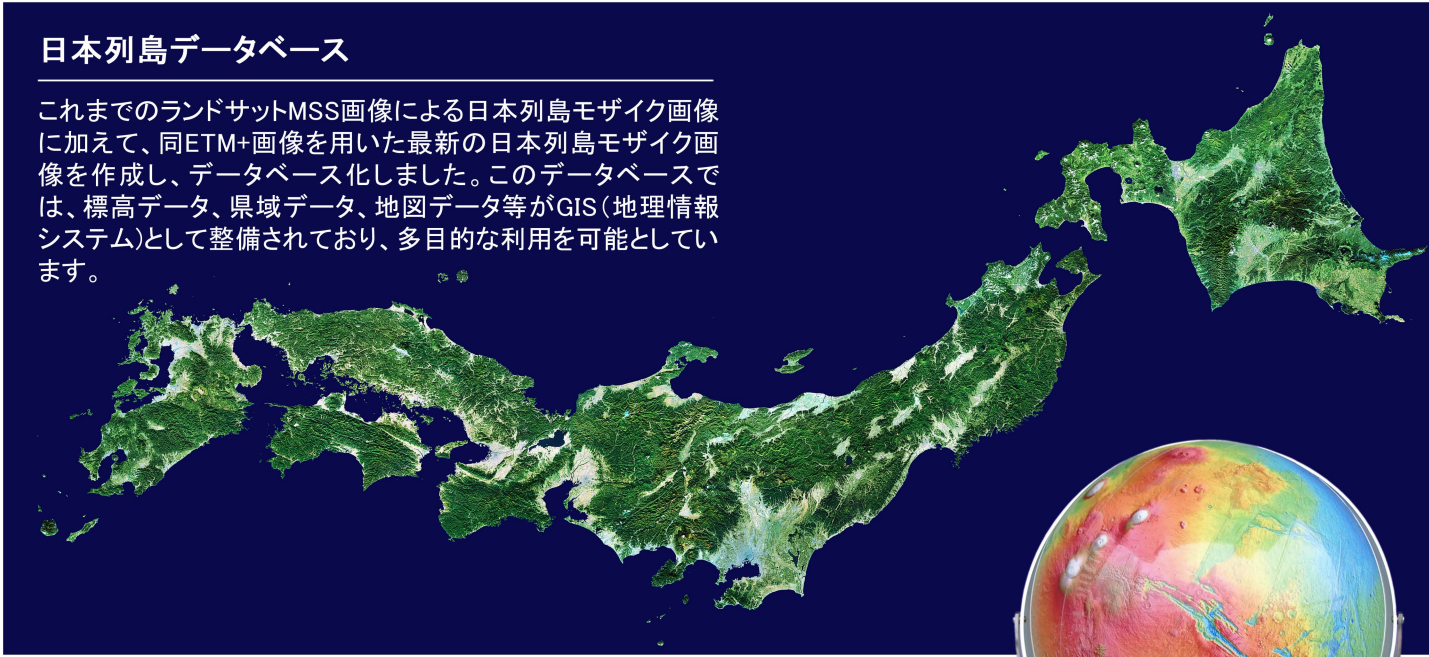 日本列島データベース
これまでのランドサットMSS画像による日本列島モザイク画像
に加えて、同ETM+画像を用いた最新の日本列島モザイク画
像を作成し、データベース化しました。このデータベースで
は、標高データ、県域データ、地図データ等がGIS(地理情報
システム)として整備されており、多目的な利用を可能としてい
ます。